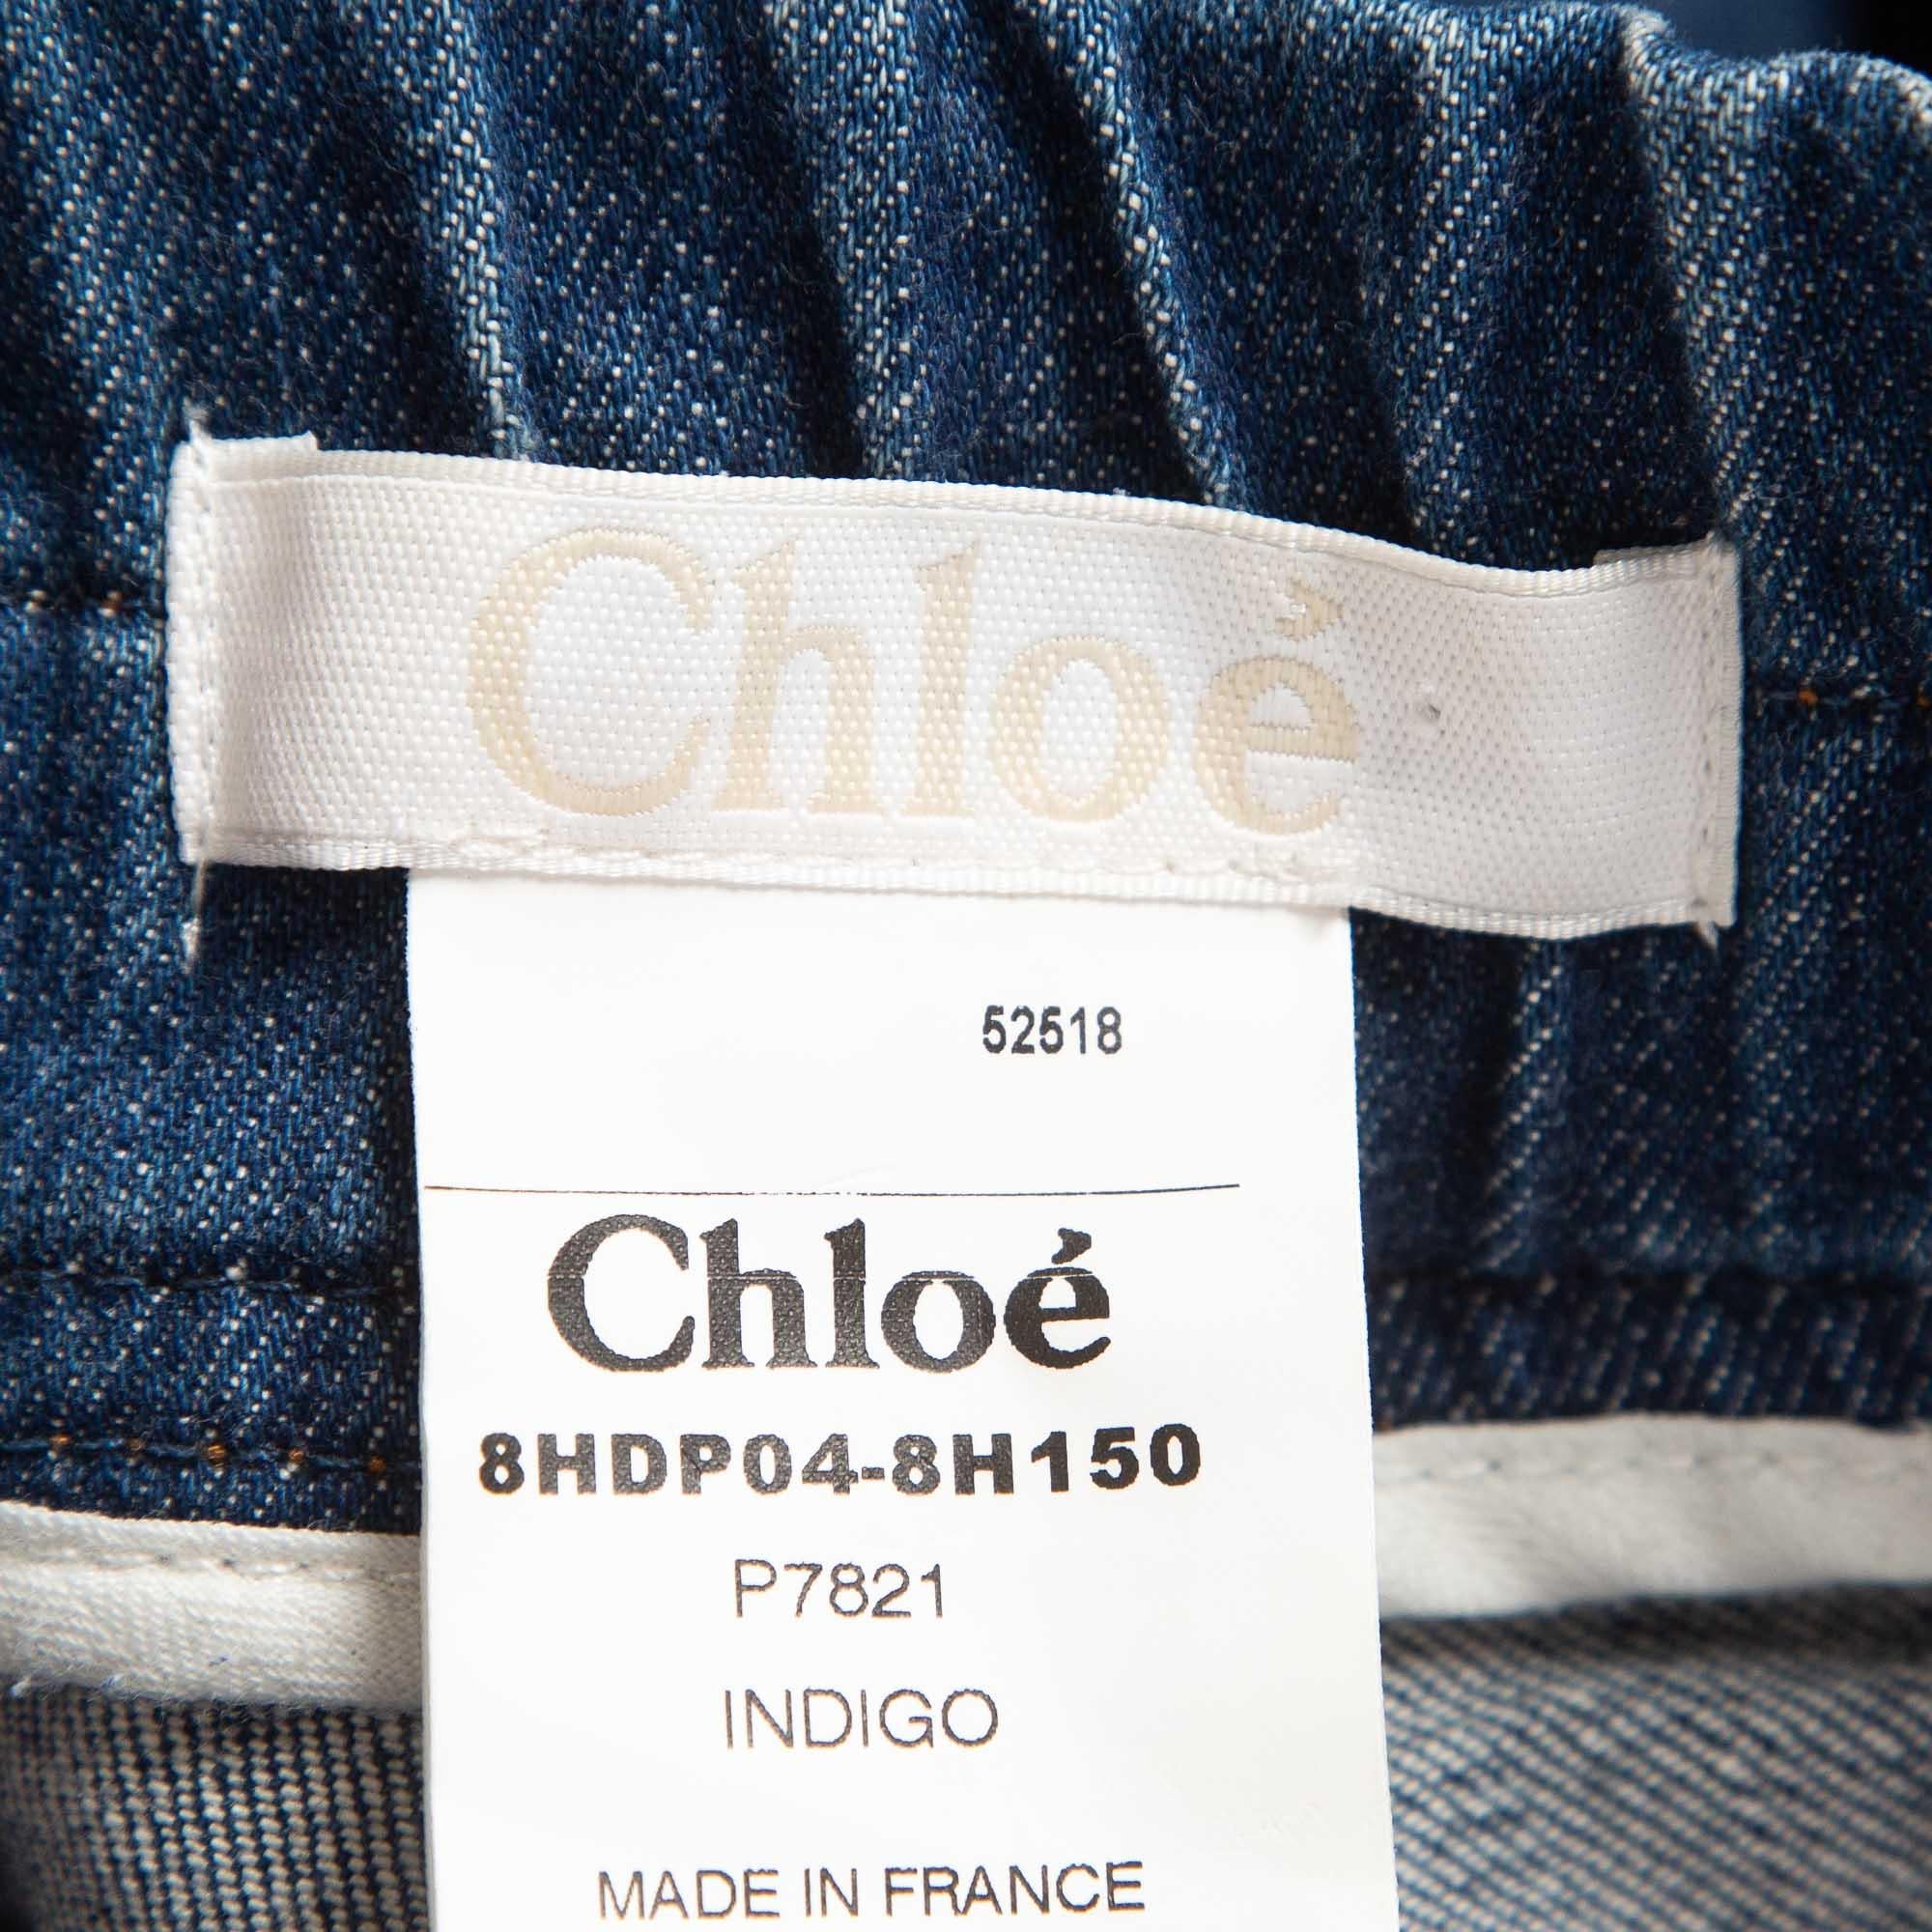 Chloé
52518
Chloé
8HDP04-8H150
P7821
INDIGO
MADE IN FRANCE